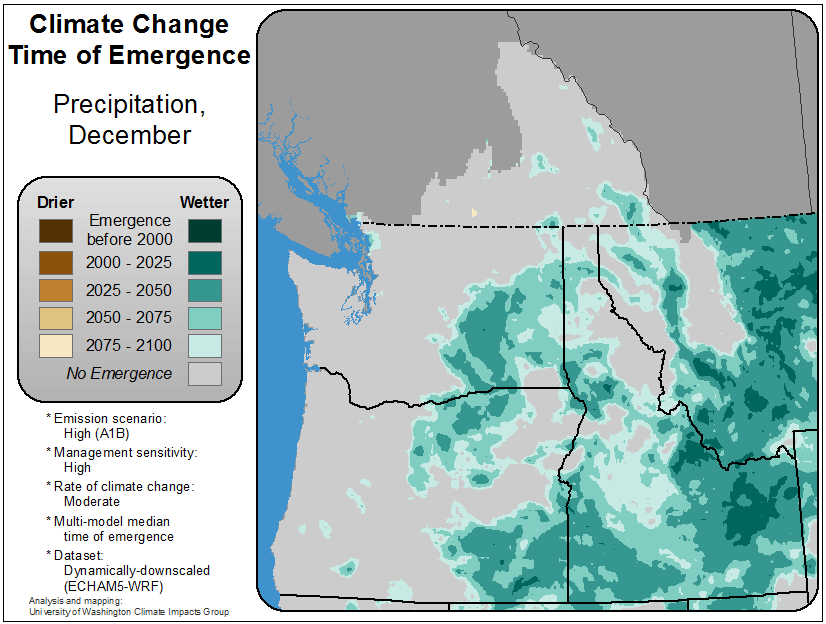 Climate Change
Time of Emergence
Precipitation,
December
Drier
Wetter
Emergence
before 2000
2000 - 2025
2025 - 2050
2050 - 2075
2075 - 2100
No Emergence
* Emission scenario:
High (A1B)
* Management sensitivity:
High
* Rate of climate change:
Moderate
* Multi-model median
time of emergence
* Dataset:
Dynamically-downscaled
(ECHAM5-WRF)
Analysis and mapping:
University of Washington Climate Impacts Group